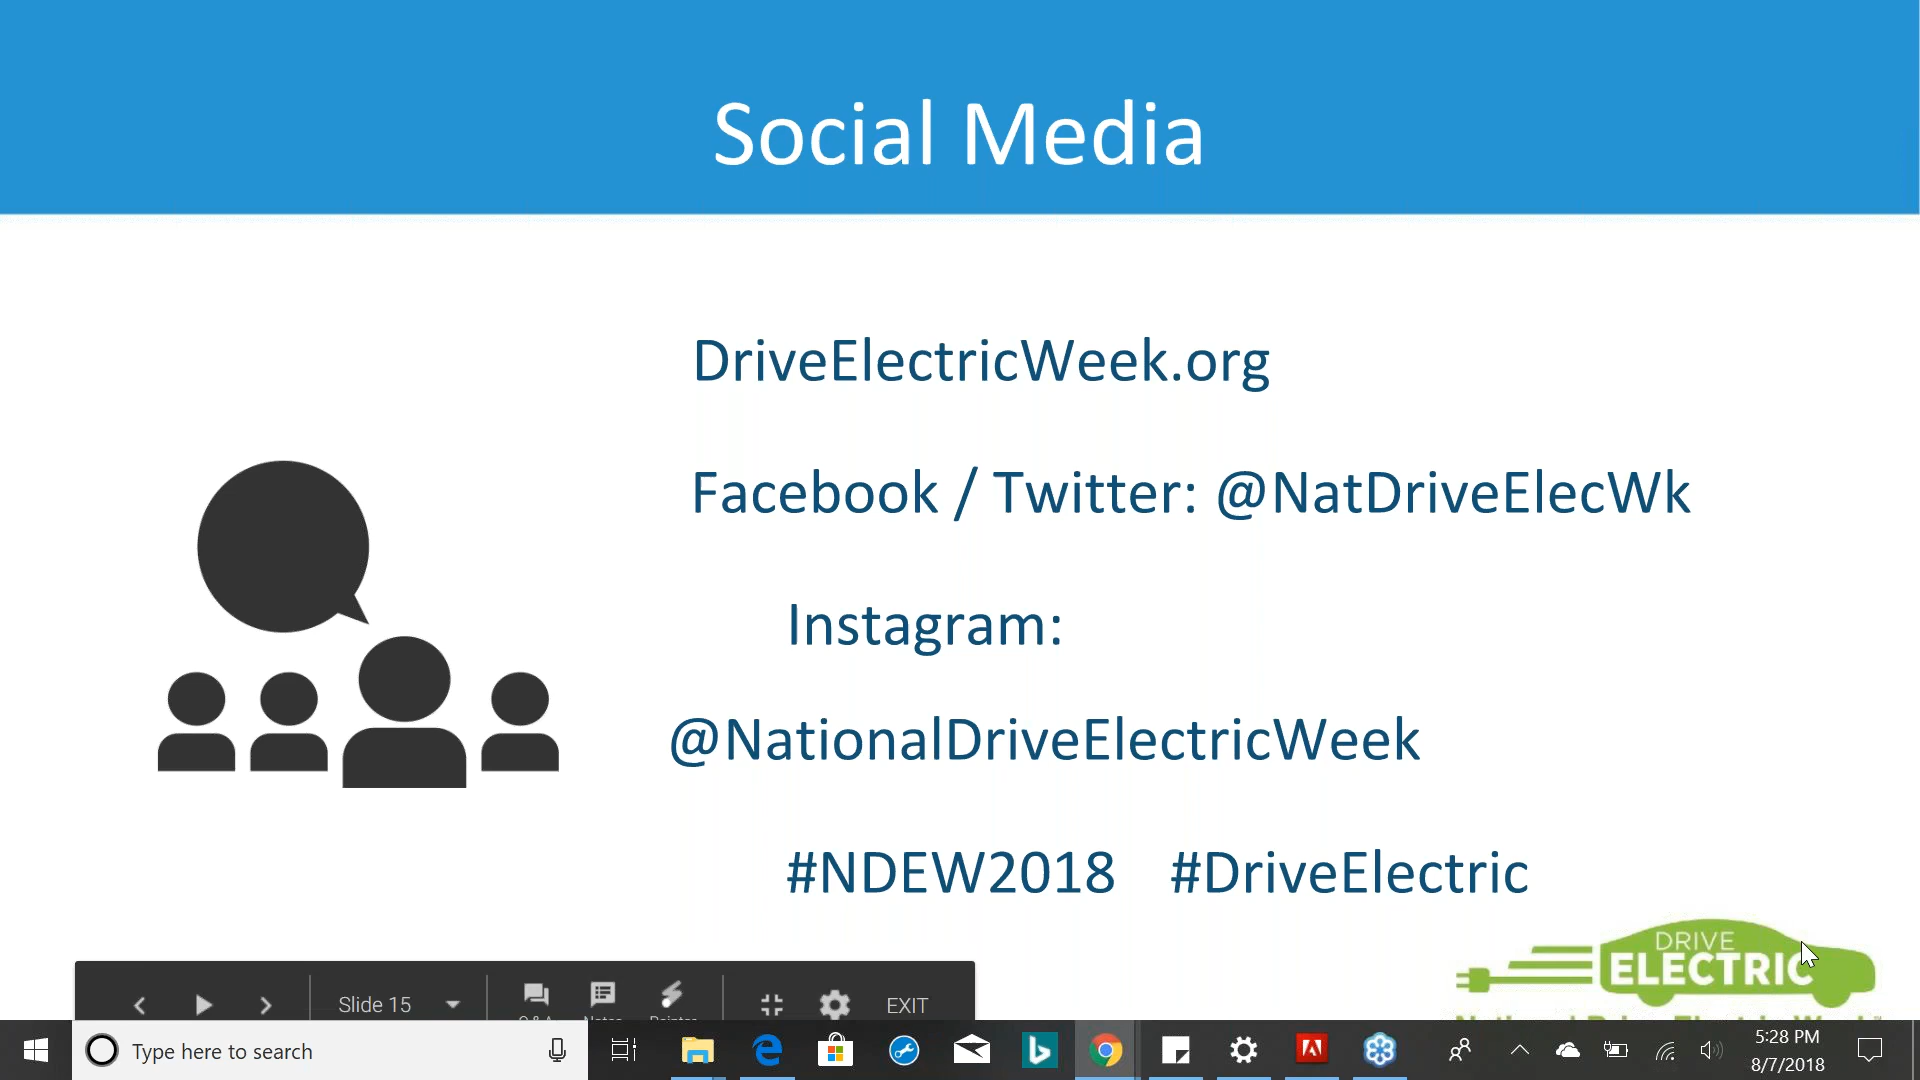 Social Media
DriveElectricWeek.org
Facebook / Twitter: @NatDriveElecWk
Instagram:
@NationalDriveElectricWeek
#NDEW2018 #DriveElectric
DRIVE
ELECTRIC
Slide 15
EXIT
Type here to search
5:28 PM
8/7/2018